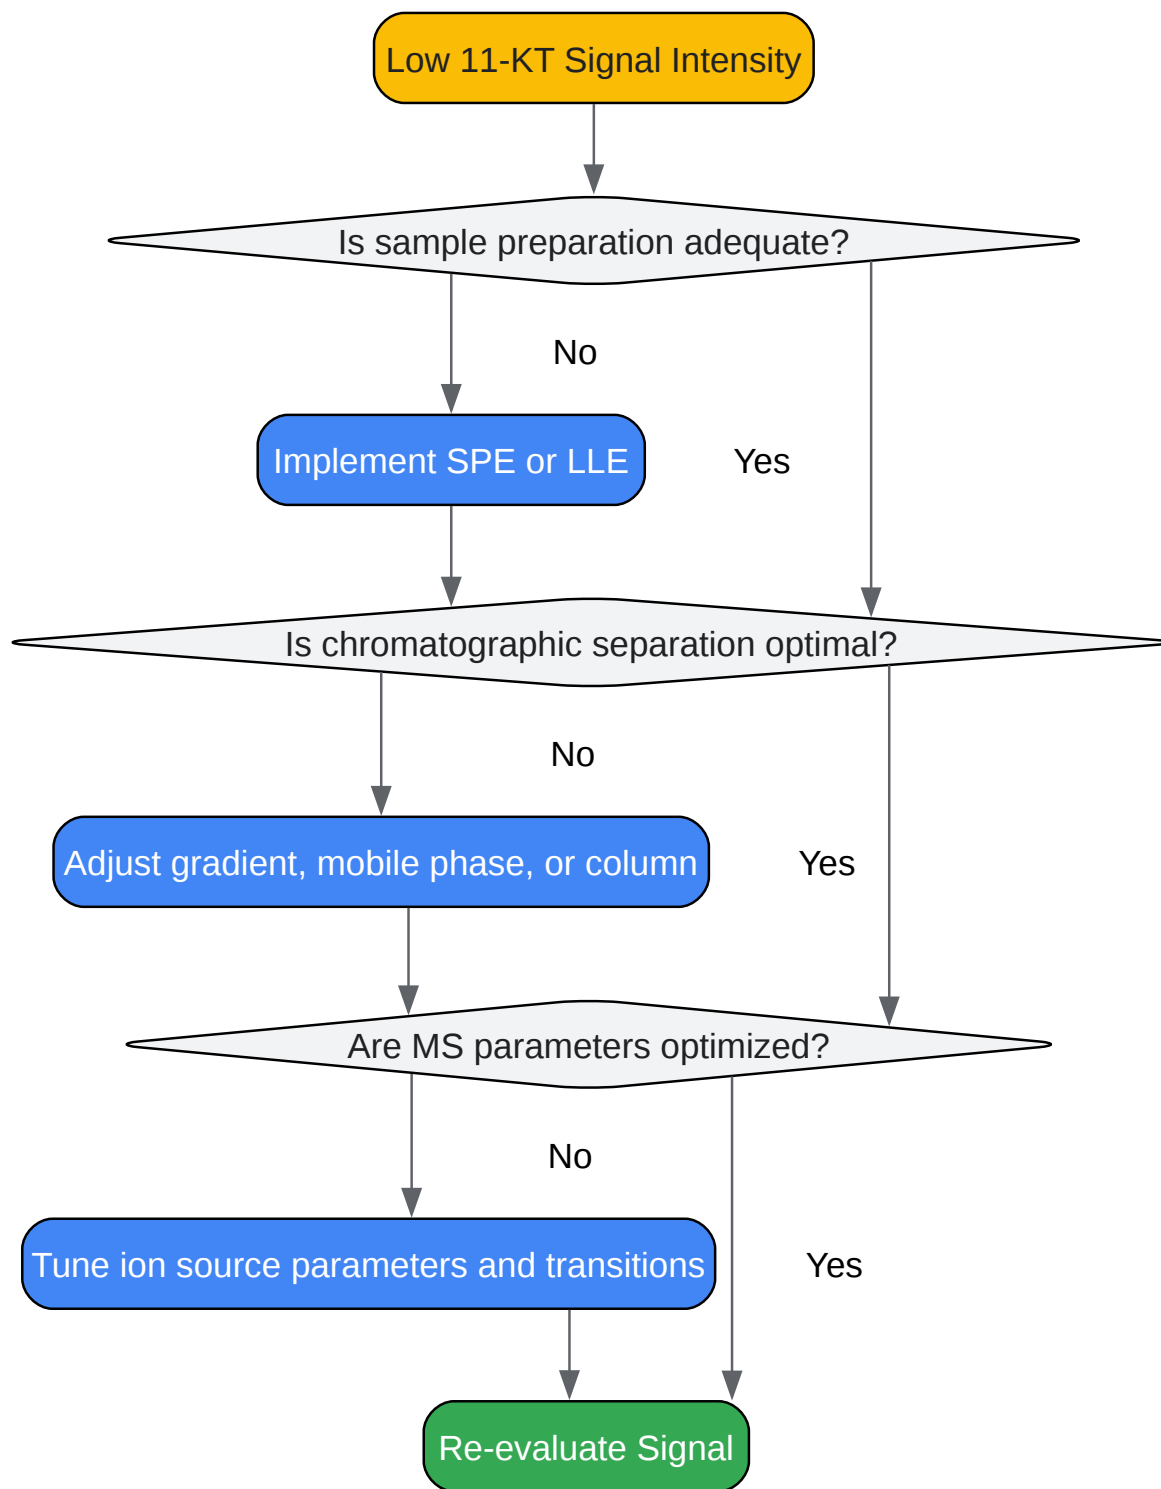 Low 11-KT Signal Intensity
Is sample preparation adequate?
No
Implement SPE or LLE
Yes
Is chromatographic separation optimal?
No
Adjust gradient, mobile phase, or column
Yes
Are MS parameters optimized?
No
Tune ion source parameters and transitions
Yes
Re-evaluate Signal